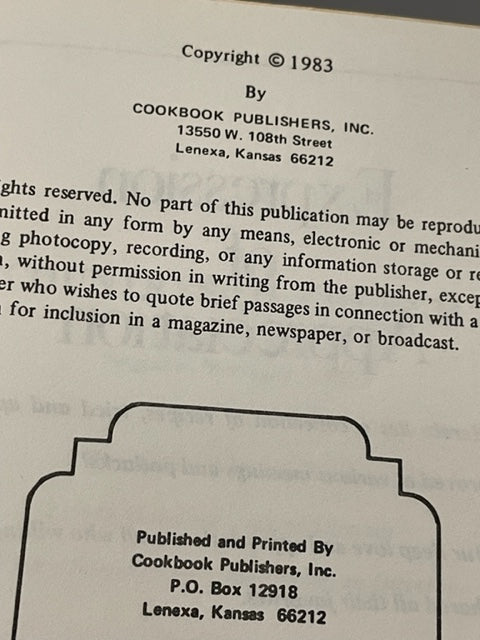 Copyright © 1983
By
COOKBOOK PUBLISHERS, INC.
13550 W. 108th Street
Lenexa, Kansas 66212
ghts reserved. No part of this publication may be reprodu
mitted in any form by any means, electronic or mechani
g photocopy, recording, or any information storage or re
, without permission in writing from the publisher, excep
er who wishes to quote brief passages in connection with a
for inclusion in a magazine, newspaper, or broadcast.
Published and Printed By
Cookbook Publishers, Inc.
P.O. Box 12918
Lenexa, Kansas 66212